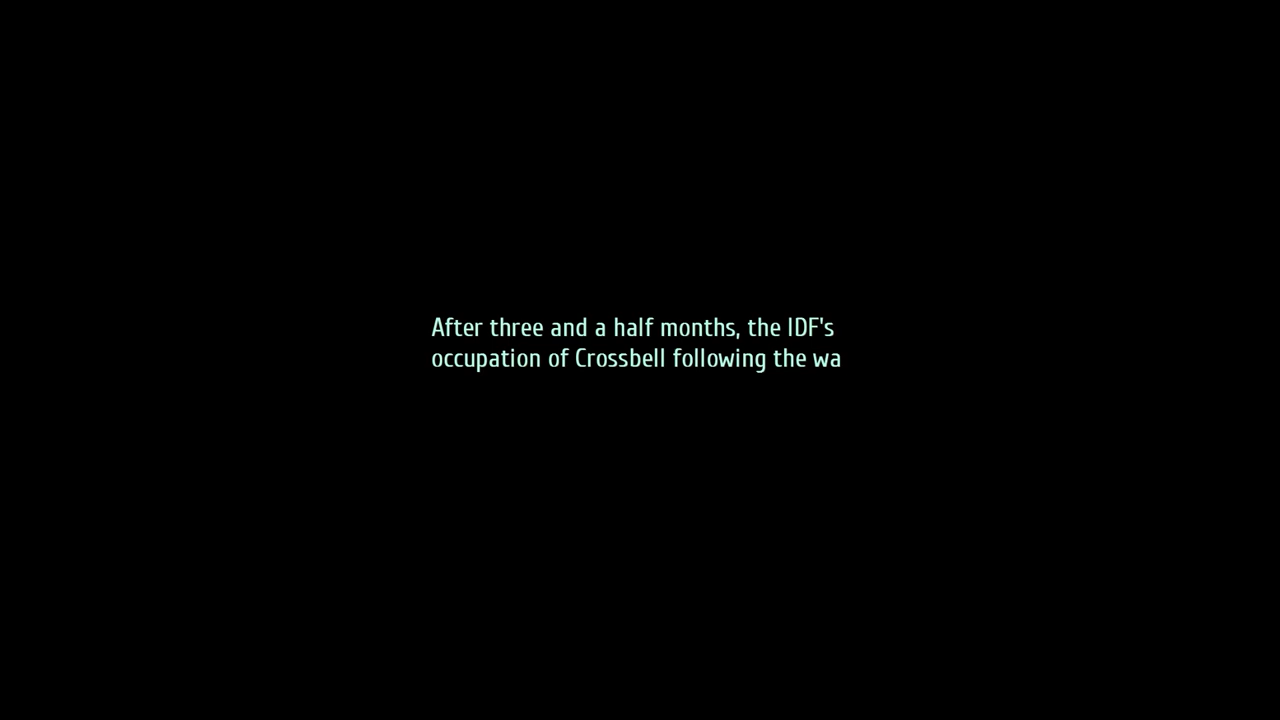 After three and a half months, the IDF's
occupation of Crossbell following the wa